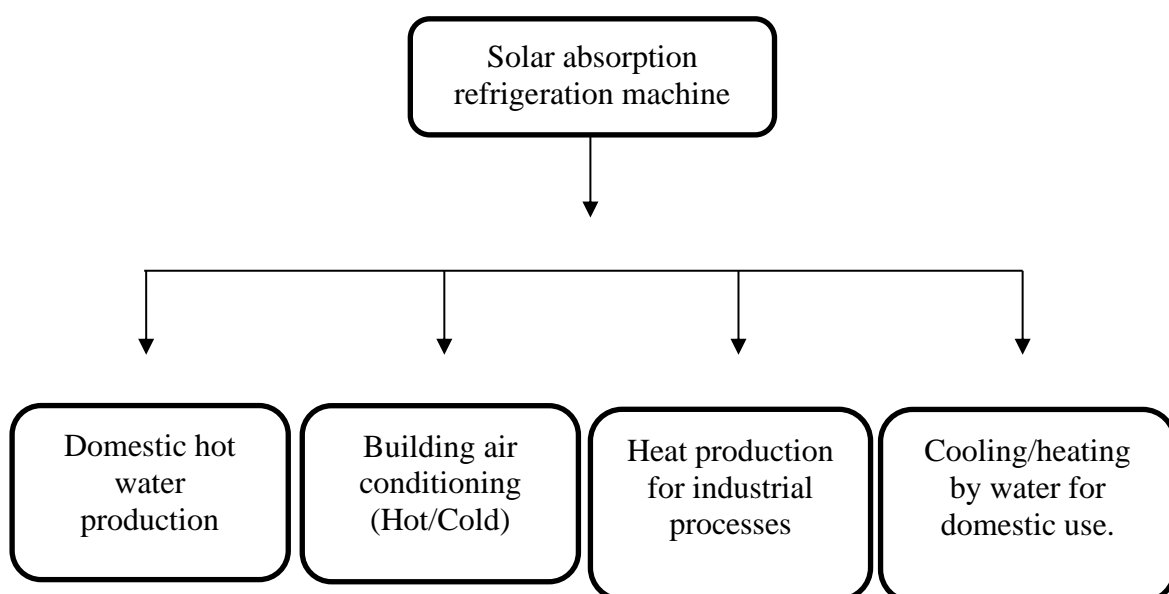 Solar absorption
refrigeration machine
Domestic hot
water
production
Building air
conditioning
(Hot/Cold)
Heat production
for industrial
processes
Cooling/heating
by water for
domestic use.